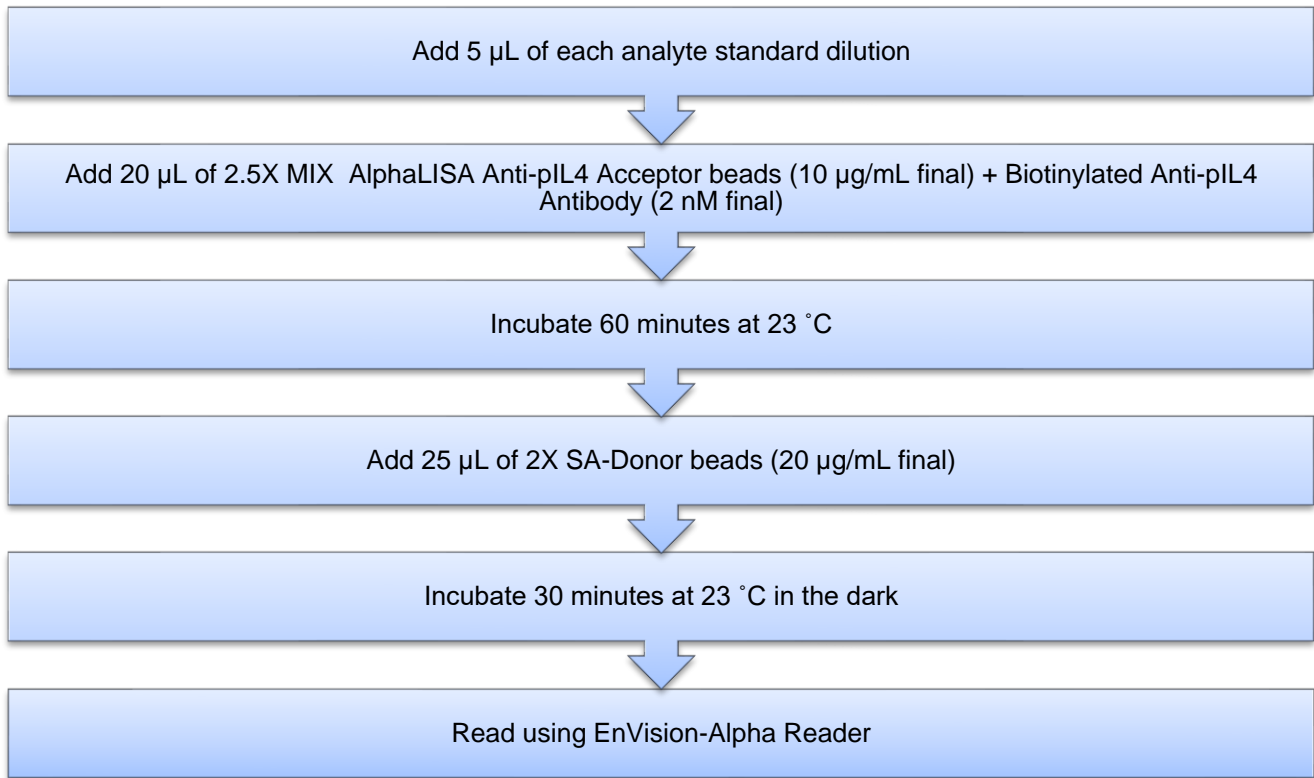 Add 5 µL of each analyte standard dilution
Add 20 µL of 2.5X MIX  AlphaLISA Anti-pIL4 Acceptor beads (10 µg/mL final) + Biotinylated Anti-pIL4
Antibody (2 nM final)
Incubate 60 minutes at 23 ˚C
Add 25 µL of 2X SA-Donor beads (20 µg/mL final)
Incubate 30 minutes at 23 ˚C in the dark
Read using EnVision-Alpha Reader